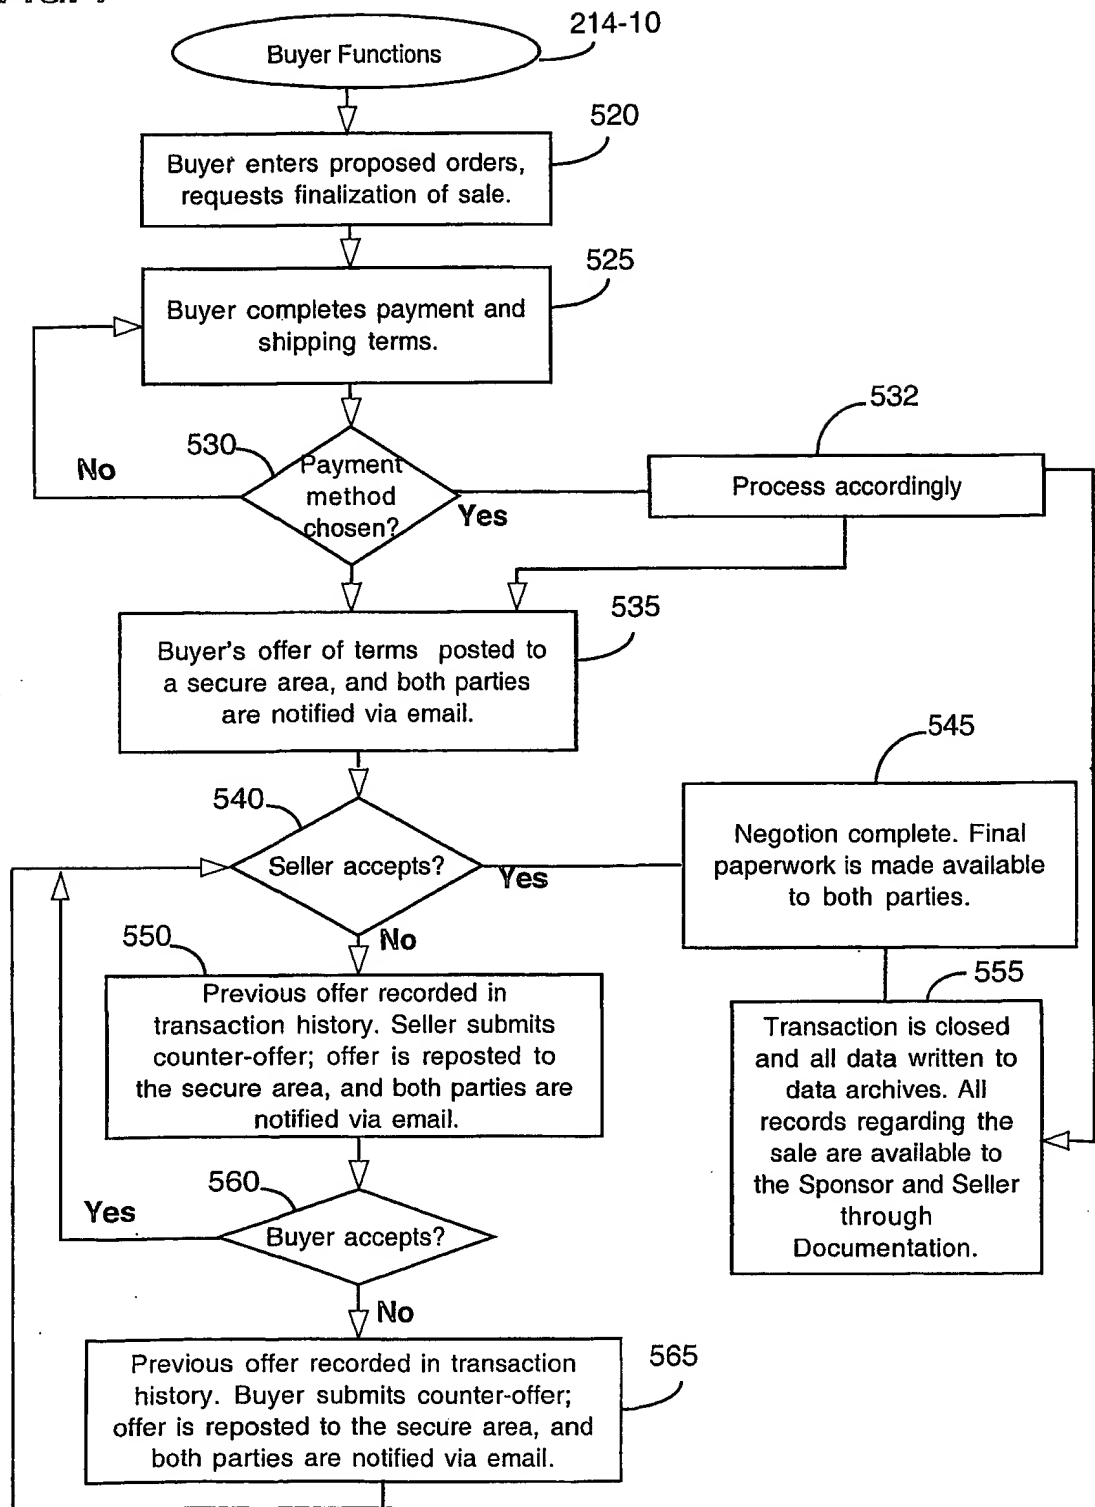 Buyer Functions
214-10
520
Buyer enters proposed orders,
requests finalization of sale.
525
Buyer completes payment and
shipping terms.
530
No
Payment
method
chosen?
Yes
532
Process accordingly
535
Buyer's offer of terms posted to
a secure area, and both parties
are notified via email.
540
Seller accepts?
Yes
545
Negotion complete. Final
paperwork is made available
to both parties.
No
550
Previous offer recorded in
transaction history. Seller submits
counter-offer; offer is reposted to
the secure area, and both parties are
notified via email.
555
Transaction is closed
and all data written to
data archives. All
records regarding the
sale are available to
the Sponsor and Seller
through
Documentation.
560
Yes
Buyer accepts?
No
565
Previous offer recorded in transaction
history. Buyer submits counter-offer;
offer is reposted to the secure area, and
both parties are notified via email.